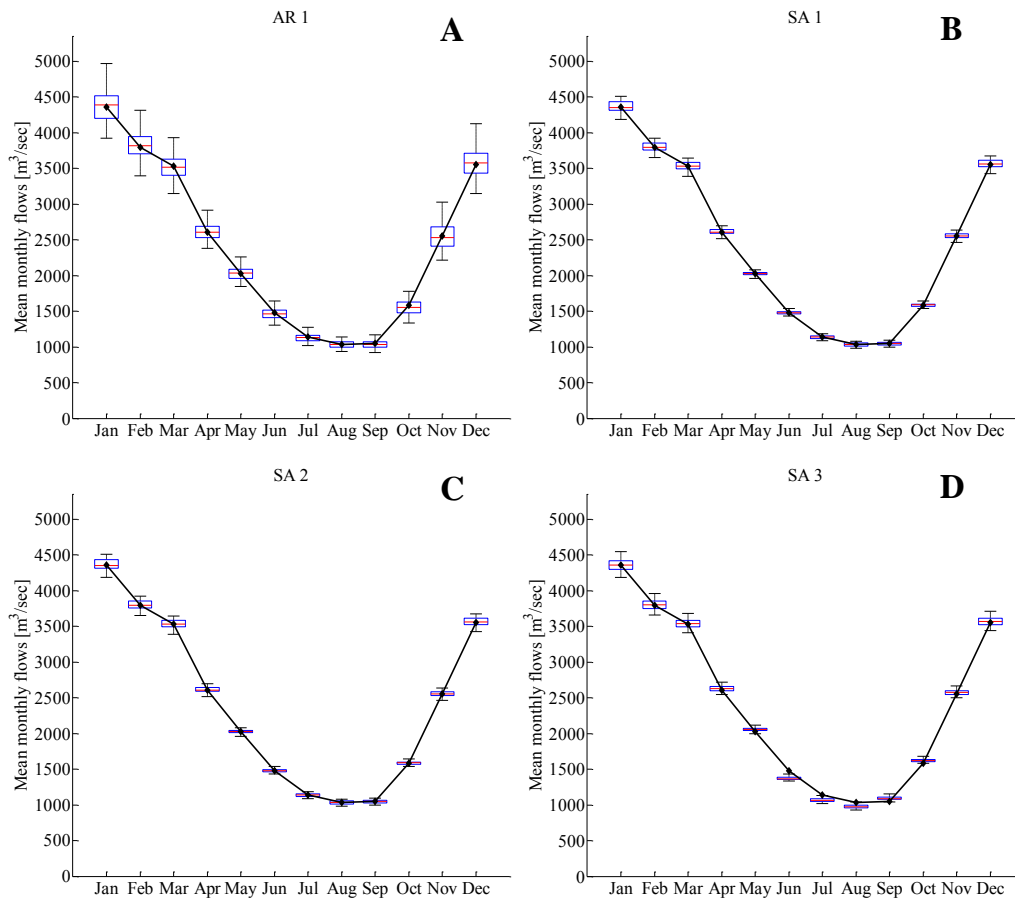 AR 1
A
Mean monthly flows [m³/sec]
5000
4500
4000
3500
3000
2500
2000
1500
1000
500
0
Jan Feb Mar Apr May Jun Jul Aug Sep Oct Nov Dec
SA 1
B
Mean monthly flows [m³/sec]
5000
4500
4000
3500
3000
2500
2000
1500
1000
500
0
Jan Feb Mar Apr May Jun Jul Aug Sep Oct Nov Dec
SA 2
C
Mean monthly flows [m³/sec]
5000
4500
4000
3500
3000
2500
2000
1500
1000
500
0
Jan Feb Mar Apr May Jun Jul Aug Sep Oct Nov Dec
SA 3
D
Mean monthly flows [m³/sec]
5000
4500
4000
3500
3000
2500
2000
1500
1000
500
0
Jan Feb Mar Apr May Jun Jul Aug Sep Oct Nov Dec